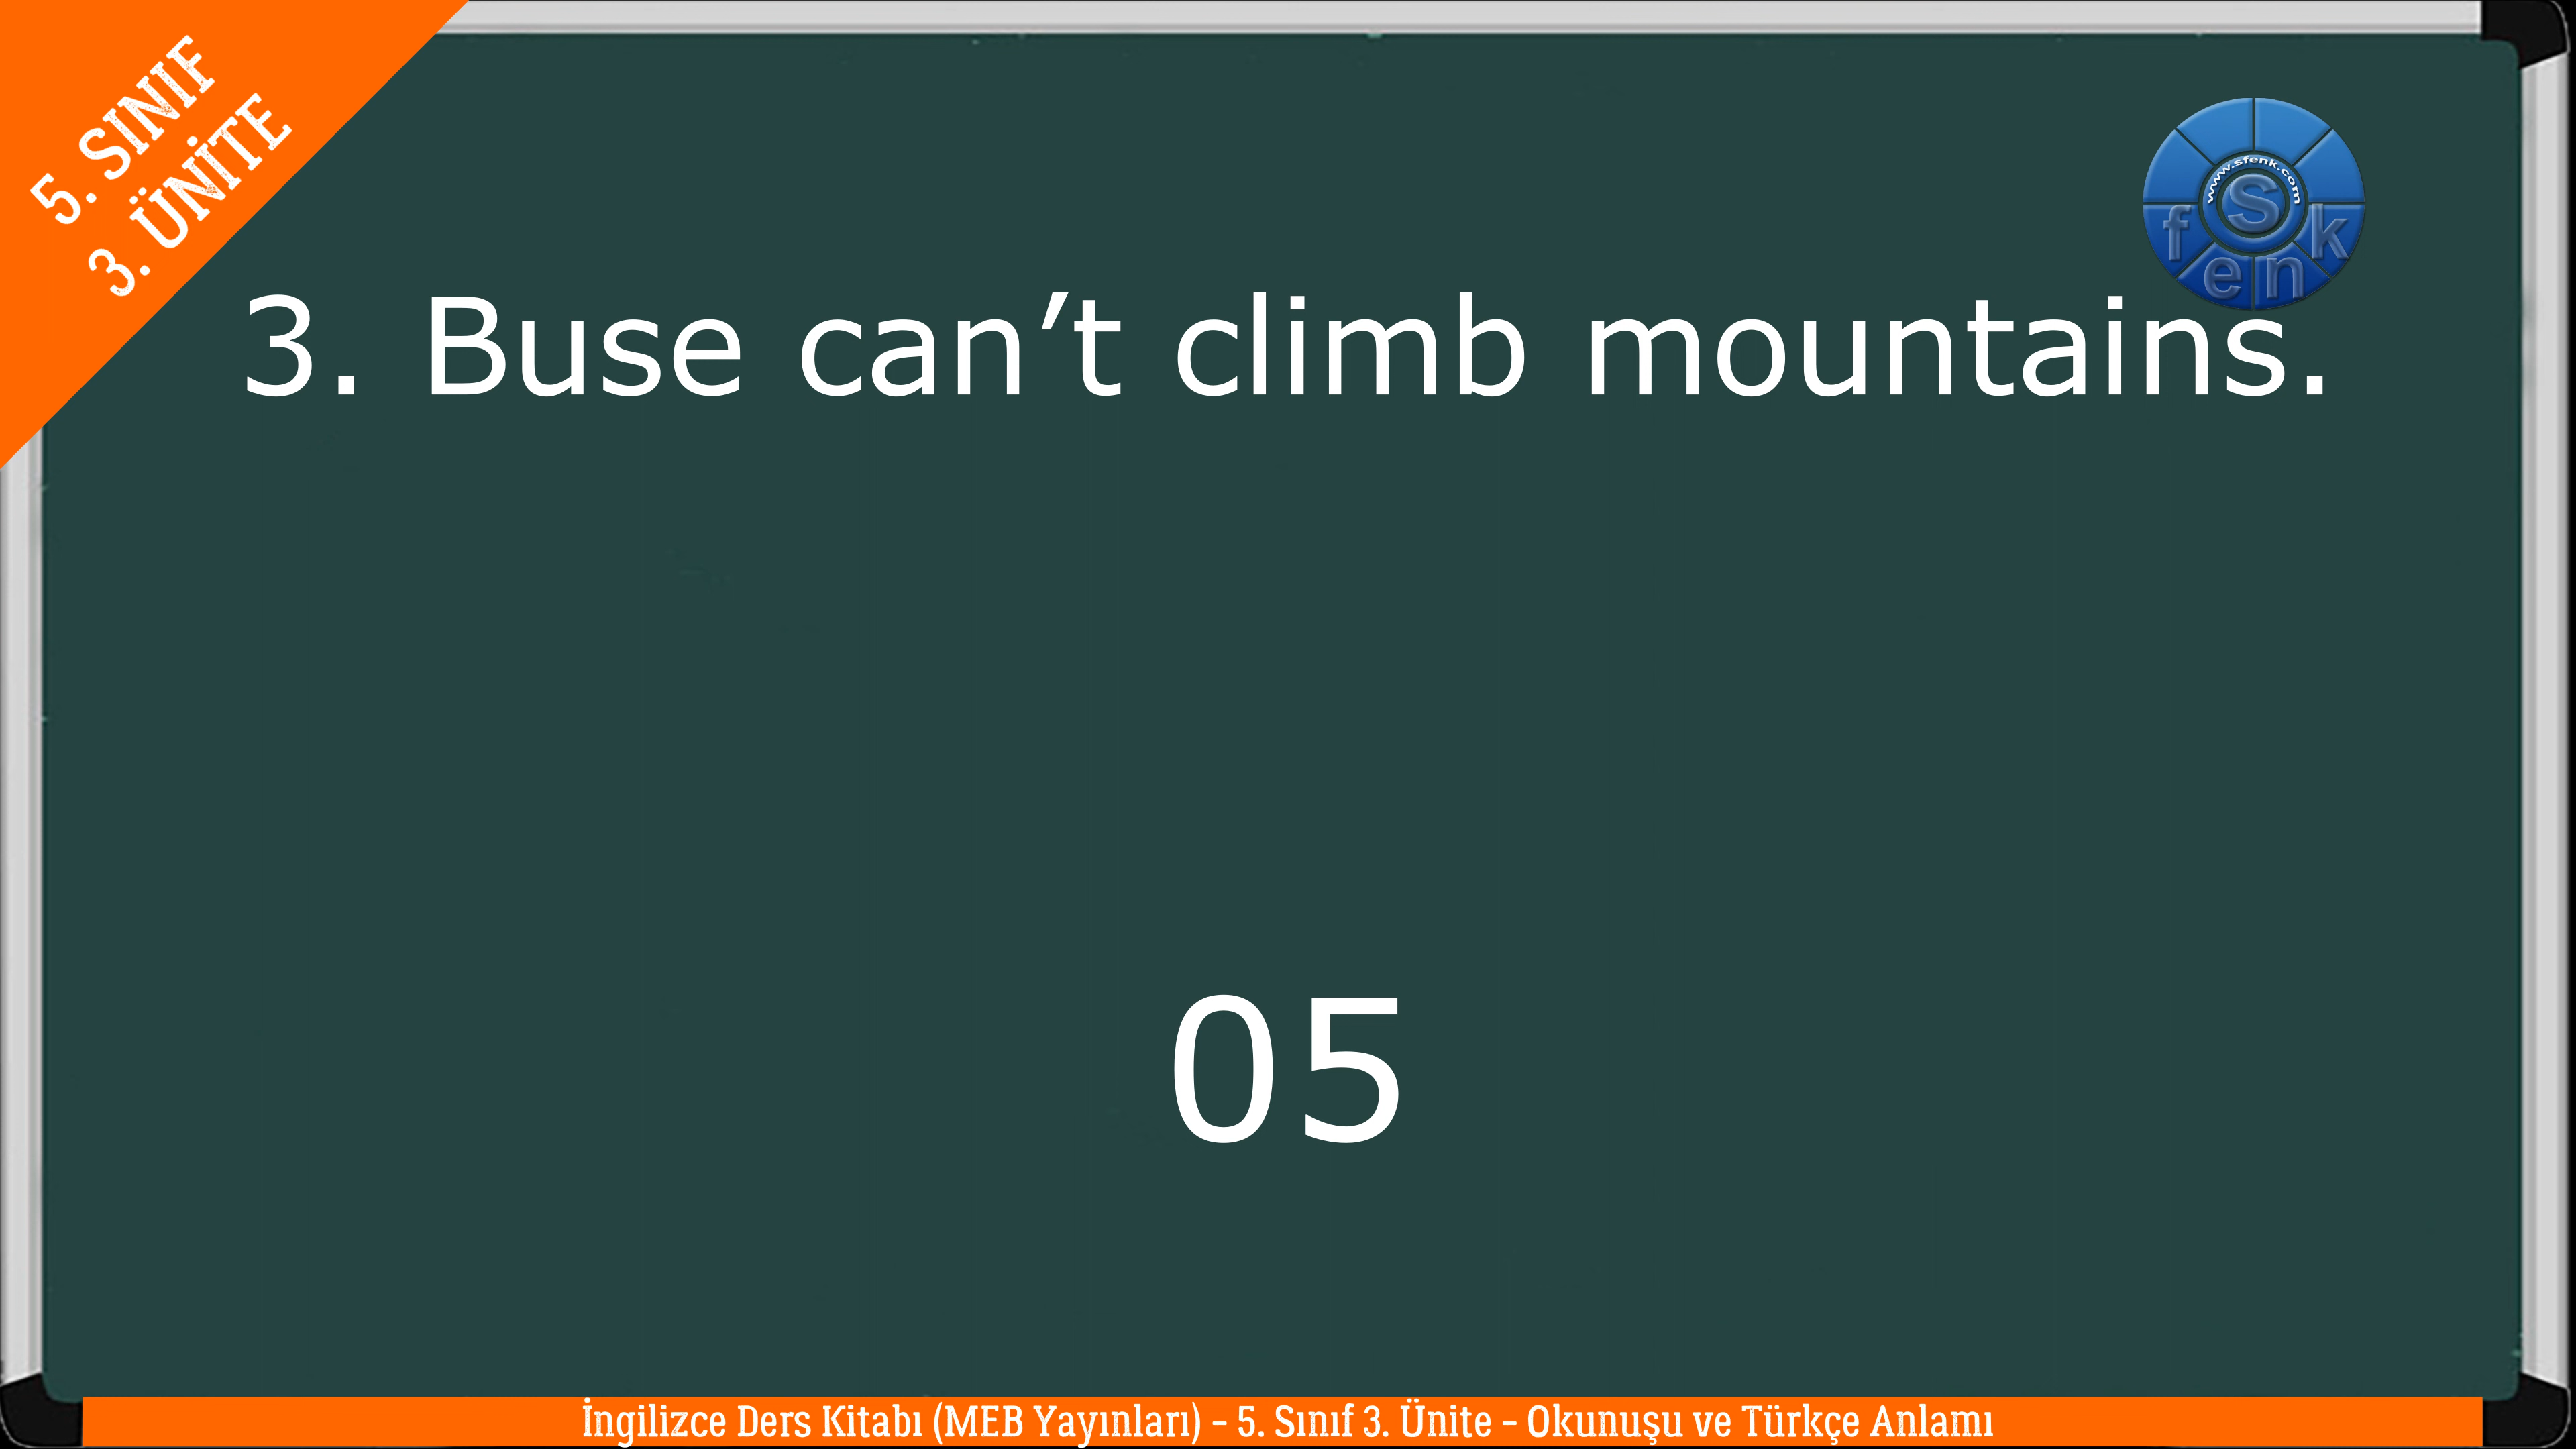 5. SINIF
3. ÜNİTE
www.sfenk.com
S
f e n k
3. Buse can’t climb mountains.
05
İngilizce Ders Kitabı (MEB Yayınları) – 5. Sınıf 3. Ünite – Okunuşu ve Türkçe Anlamı